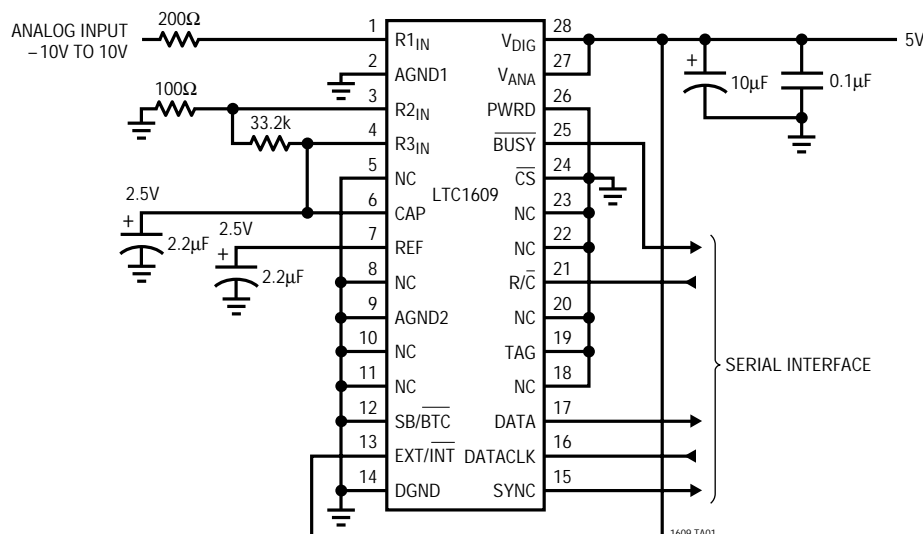 ANALOG INPUT
–10V TO 10V
200Ω
100Ω
33.2k
2.5V
+
2.2µF
2.5V
+
2.2µF
1
R1IN
2
AGND1
3
R2IN
4
R3IN
5
NC
6
CAP
7
REF
8
NC
9
AGND2
10
NC
11
NC
12
SB/BTC
13
EXT/INT
14
DGND
LTC1609
28
VDIG
27
VANA
26
PWRD
25
BUSY
24
CS
23
NC
22
NC
21
R/C
20
NC
19
TAG
18
NC
17
DATA
16
DATACLK
15
SYNC
5V
+
10µF
0.1µF
SERIAL INTERFACE
1609 TA01